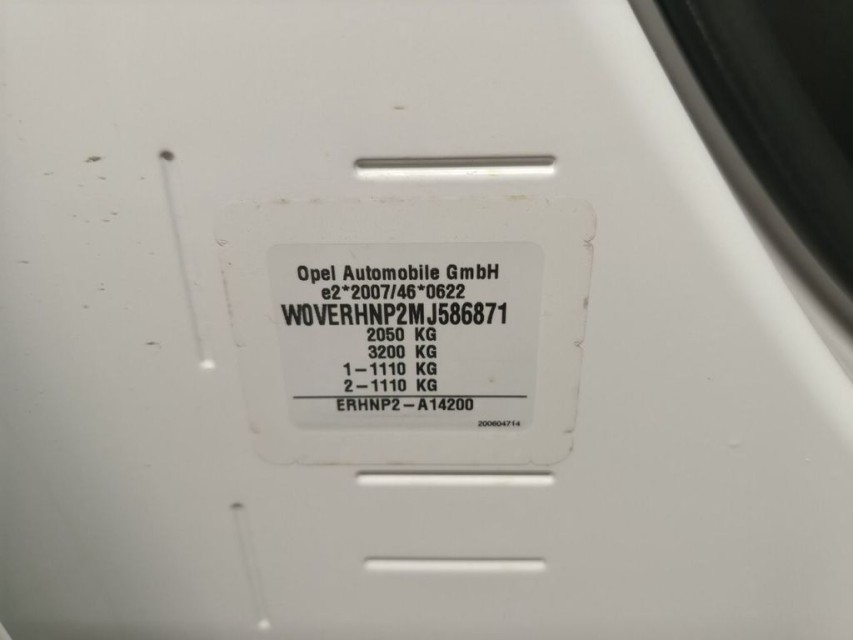 Opel Automobile GmbH
e2*2007/46*0622
W0VERHNP2MJ586871
2050 KG
3200 KG
1-1110 KG
2-1110 KG
ERHNP2-A14200
200604714